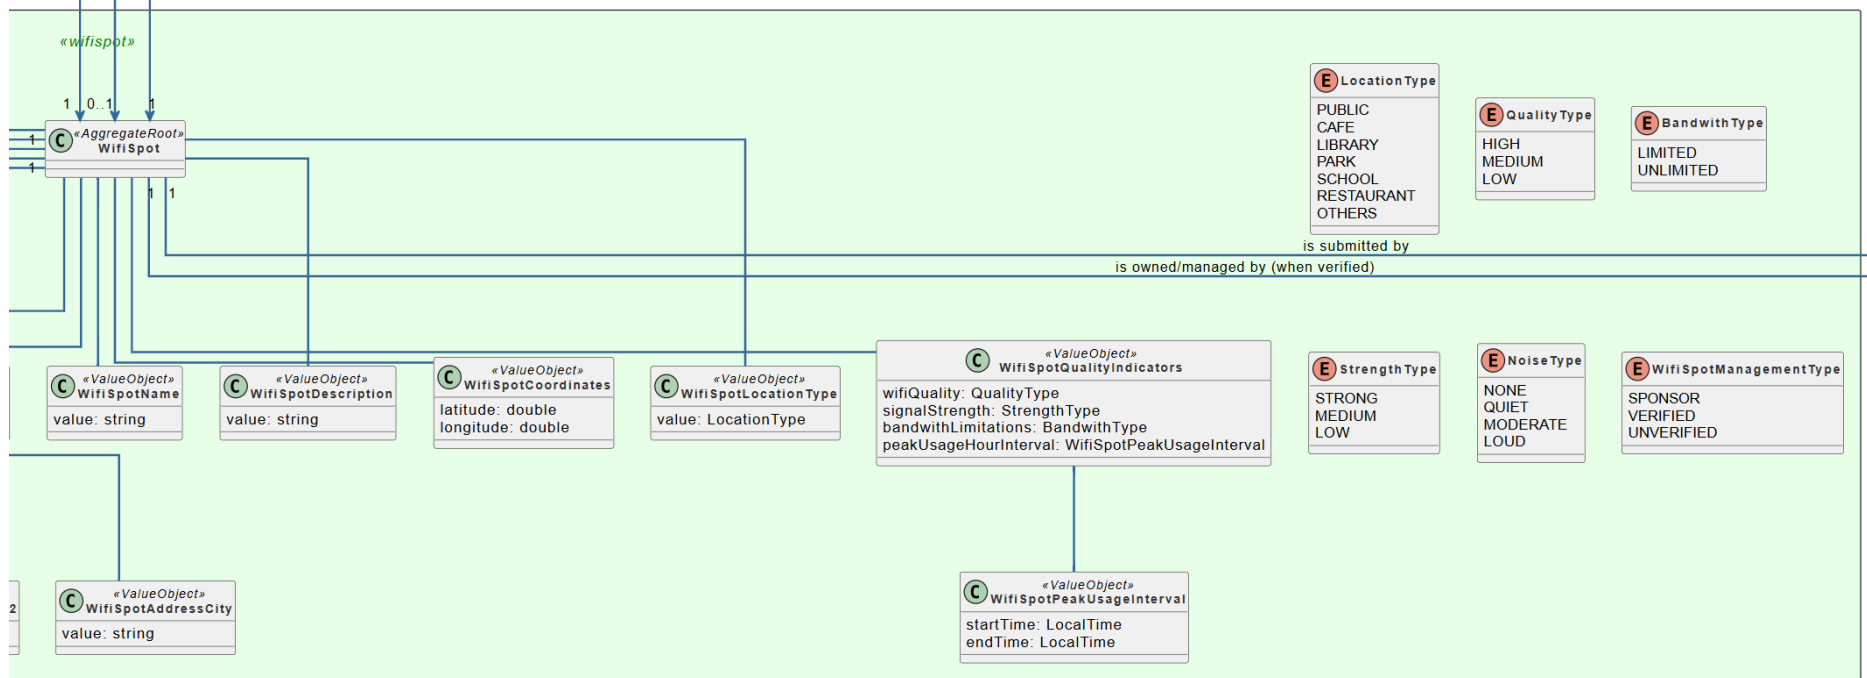 «wifispot»
1
0..1
1
1
1
C
«AggregateRoot»
WifiSpot
1
1
E LocationType
PUBLIC
CAFE
LIBRARY
PARK
SCHOOL
RESTAURANT
OTHERS
E QualityType
HIGH
MEDIUM
LOW
E BandwithType
LIMITED
UNLIMITED
is submitted by
is owned/managed by (when verified)
C
«ValueObject»
WifiSpotName
value: string
C
«ValueObject»
WifiSpotDescription
value: string
C
«ValueObject»
WifiSpotCoordinates
latitude: double
longitude: double
C
«ValueObject»
WifiSpotLocationType
value: LocationType
C
«ValueObject»
WifiSpotQualityIndicators
wifiQuality: QualityType
signalStrength: StrengthType
bandwithLimitations: BandwithType
peakUsageHourInterval: WifiSpotPeakUsageInterval
E StrengthType
STRONG
MEDIUM
LOW
E NoiseType
NONE
QUIET
MODERATE
LOUD
E WifiSpotManagementType
SPONSOR
VERIFIED
UNVERIFIED
2
C
«ValueObject»
WifiSpotAddressCity
value: string
C
«ValueObject»
WifiSpotPeakUsageInterval
startTime: LocalTime
endTime: LocalTime